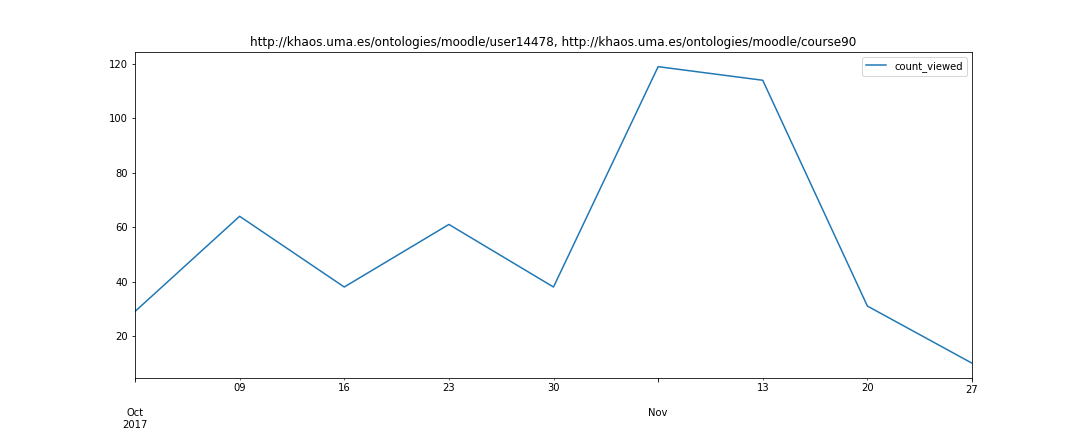 http://khaos.uma.es/ontologies/moodle/user14478, http://khaos.uma.es/ontologies/moodle/course90
count_viewed
120
100
80
60
40
20
09 16 23 30 13 20 27
Oct Nov
2017